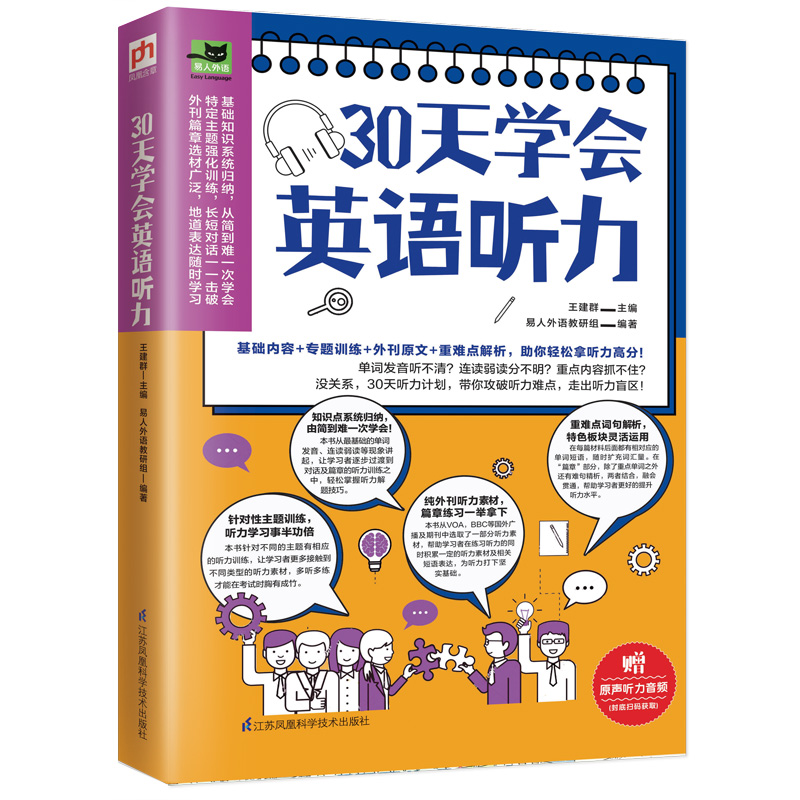 ph
凤凰含章
30天学会英语听力
王建群—主编 易人外语教研组—编著
江苏凤凰科学技术出版社
易人外语
Easy Language
基础知识系统归纳，从简到难一次学会
特定主题强化训练，长短对话一一击破
外刊篇章选材广泛，地道表达随时学习
30天学会
英语听力
王建群 主编
易人外语教研组 编著
基础内容+专题训练+外刊原文+重难点解析，助你轻松拿听力高分！
单词发音听不清？连读弱读分不明？重点内容抓不住？
没关系，30天听力计划，带你攻破听力难点，走出听力盲区！
知识点系统归纳，
由简到难一次学会！
本书从最基础的单词
发音、连读弱读等现象讲
起，让学习者逐步过渡到
对话及篇章的听力训练之
中，轻松掌握听力解
题技巧。
重难点词句解析，
特色板块灵活运用
在每篇材料后面都有相对应的
单词短语，随时扩充词汇量。在
“篇章”部分，除了重点单词之外
还有难句精析，两者结合，融会
贯通，帮助学习者更好的提升
听力水平。
针对性主题训练，
听力学习事半功倍
本书针对不同的主题有相应
的听力训练，让学习者更多接触到
不同类型的听力素材，多听多练
才能在考试时胸有成竹。
纯外刊听力素材，
篇章练习一举拿下
本书从VOA，BBC等国外广
播及期刊中选取了一部分听力素
材，帮助学习者在练习听力的同
时积累一定的听力素材及相关
短语表达，为听力打下坚
实基础。
赠
原声听力音频
(封底扫码获取)
江苏凤凰科学技术出版社